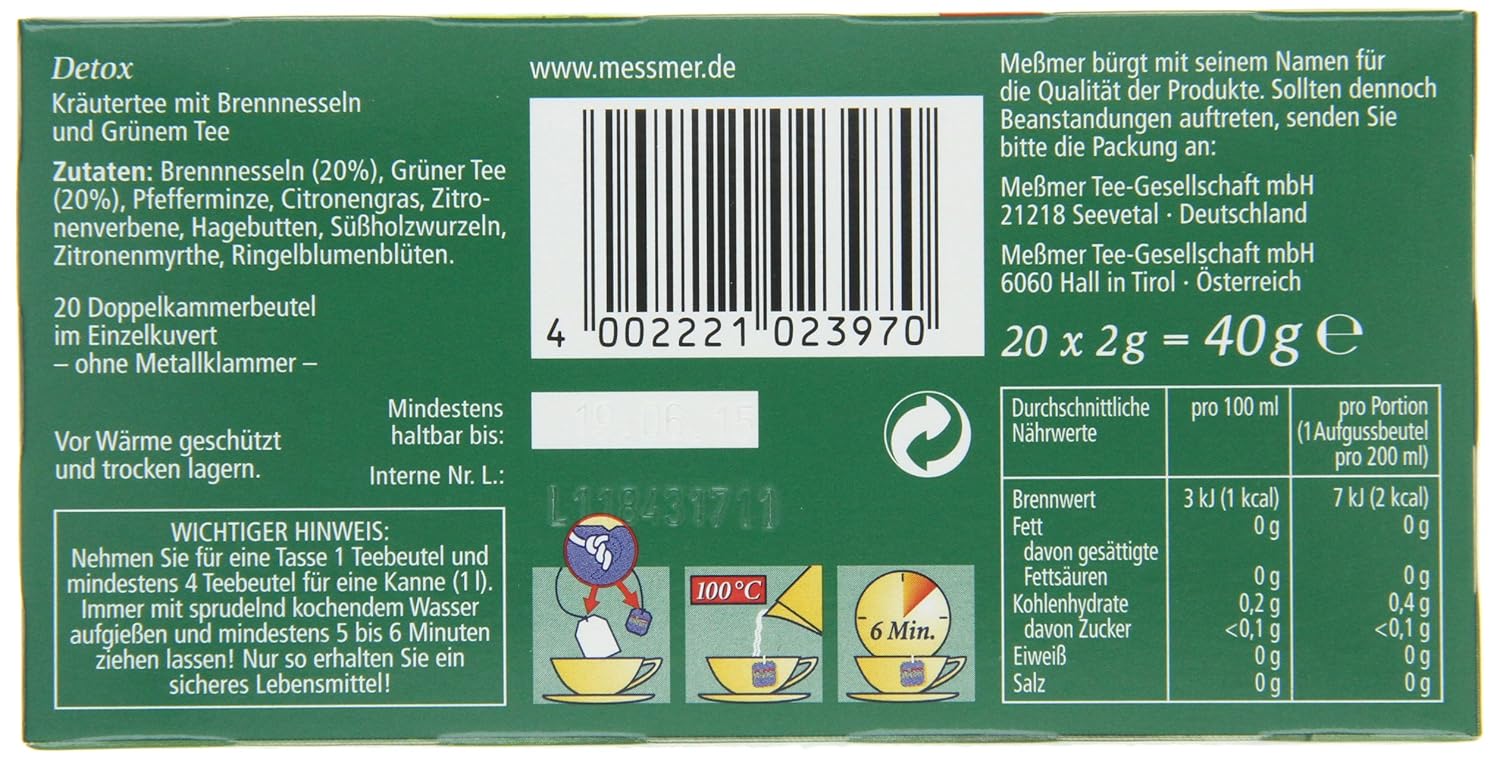 Detox
Kräutertee mit Brennnesseln
und Grünem Tee
Zutaten: Brennnesseln (20%), Grüner Tee
(20%), Pfefferminze, Citronengras, Zitro-
nenverbene, Hagebutten, Süßholzwurzeln,
Zitronenmyrthe, Ringelblumenblüten.
20 Doppelkammerbeutel
im Einzelkuvert
– ohne Metallklammer –
Vor Wärme geschützt
und trocken lagern.
Mindestens
haltbar bis:
19.06.15
Interne Nr. L.:
L118431711
WICHTIGER HINWEIS:
Nehmen Sie für eine Tasse 1 Teebeutel und
mindestens 4 Teebeutel für eine Kanne (1 l).
Immer mit sprudelnd kochendem Wasser
aufgießen und mindestens 5 bis 6 Minuten
ziehen lassen! Nur so erhalten Sie ein
sicheres Lebensmittel!
www.messmer.de
4 002221 023970
100°C
6 Min.
Meßmer bürgt mit seinem Namen für
die Qualität der Produkte. Sollten dennoch
Beanstandungen auftreten, senden Sie
bitte die Packung an:
Meßmer Tee-Gesellschaft mbH
21218 Seevetal · Deutschland
Meßmer Tee-Gesellschaft mbH
6060 Hall in Tirol · Österreich
20 x 2g = 40g ℮
Durchschnittliche Nährwerte pro 100 ml pro Portion (1 Aufgussbeutel pro 200 ml)
Brennwert 3 kJ (1 kcal) 7 kJ (2 kcal)
Fett 0 g 0 g
davon gesättigte
Fettsäuren 0 g 0 g
Kohlenhydrate 0,2 g 0,4 g
davon Zucker <0,1 g <0,1 g
Eiweiß 0 g 0 g
Salz 0 g 0 g